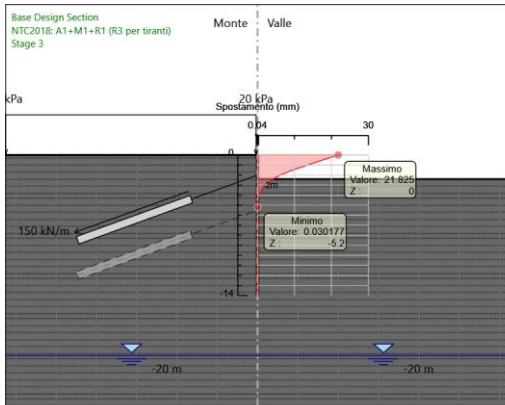 Base Design Section
NTC2018: A1+M1+R1 (R3 per tiranti)
Stage 3
Monte
Valle
kPa
20 kPa
Spostamento (mm)
0.04
30
0
Massimo
Valore: 21.825
Z : 0
-2m
Minimo
Valore: 0.030177
Z : -5.2
150 kN/m
-14
-20 m
-20 m